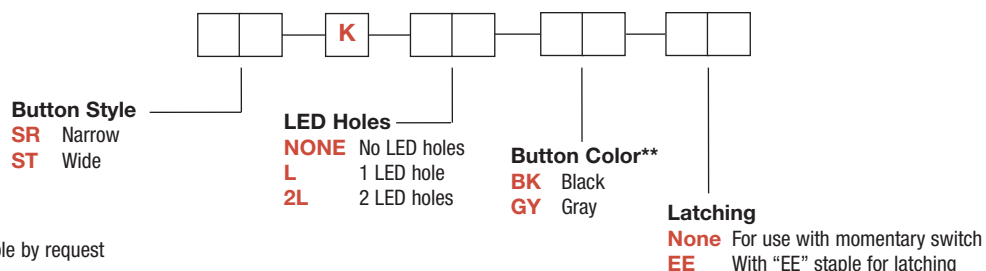 K
Button Style
SR Narrow
ST Wide
LED Holes
NONE No LED holes
L 1 LED hole
2L 2 LED holes
Button Color**
BK Black
GY Gray
Latching
None For use with momentary switch
EE With “EE” staple for latching
by request